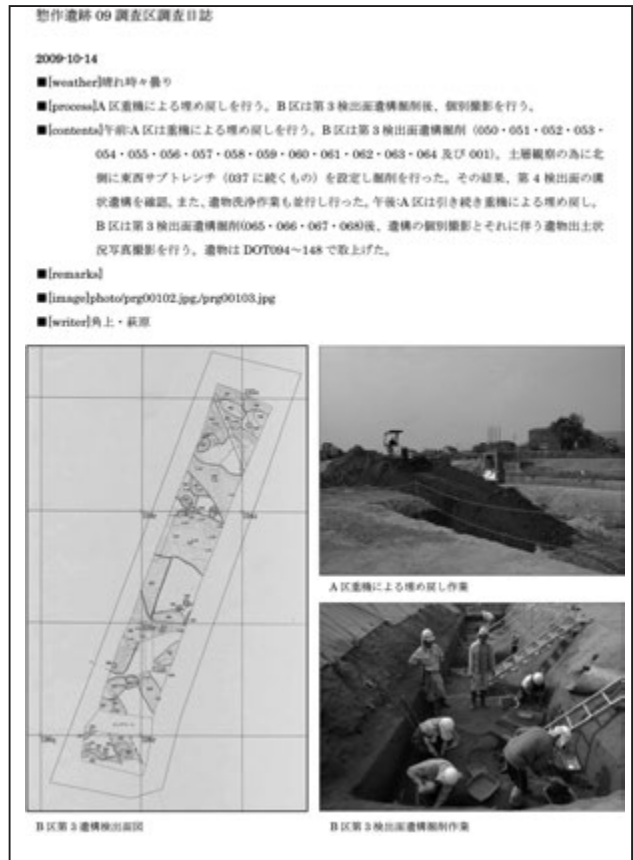 惣作遺跡 09 調査区調査日誌
2009-10-14
■[weather]晴れ時々曇り
■[process]A 区重機による埋め戻しを行う。B 区は第 3 検出面遺構掘削後、個別撮影を行う。
■[contents]午前:A 区は重機による埋め戻しを行う。B 区は第 3 検出面遺構掘削（050・051・052・053・
054・055・056・057・058・059・060・061・062・063・064 及び 001)。土層観察の為に北
側に東西サブトレンチ（037 に続くもの）を設定し掘削を行った。その結果、第 4 検出面の溝
状遺構を確認。また、遺物洗浄作業も並行し行った。午後:A 区は引き続き重機による埋め戻し。
B 区は第 3 検出面遺構掘削(065・066・067・068)後、遺構の個別撮影とそれに伴う遺物出土状
況写真撮影を行う。遺物は DOT094～148 で取上げた。
■[remarks]
■[image]photo/prg00102.jpg,/prg00103.jpg
■[writer]角上・萩原
A 区重機による埋め戻し作業
B 区第 3 遺構検出面図
B 区第 3 検出面遺構掘削作業